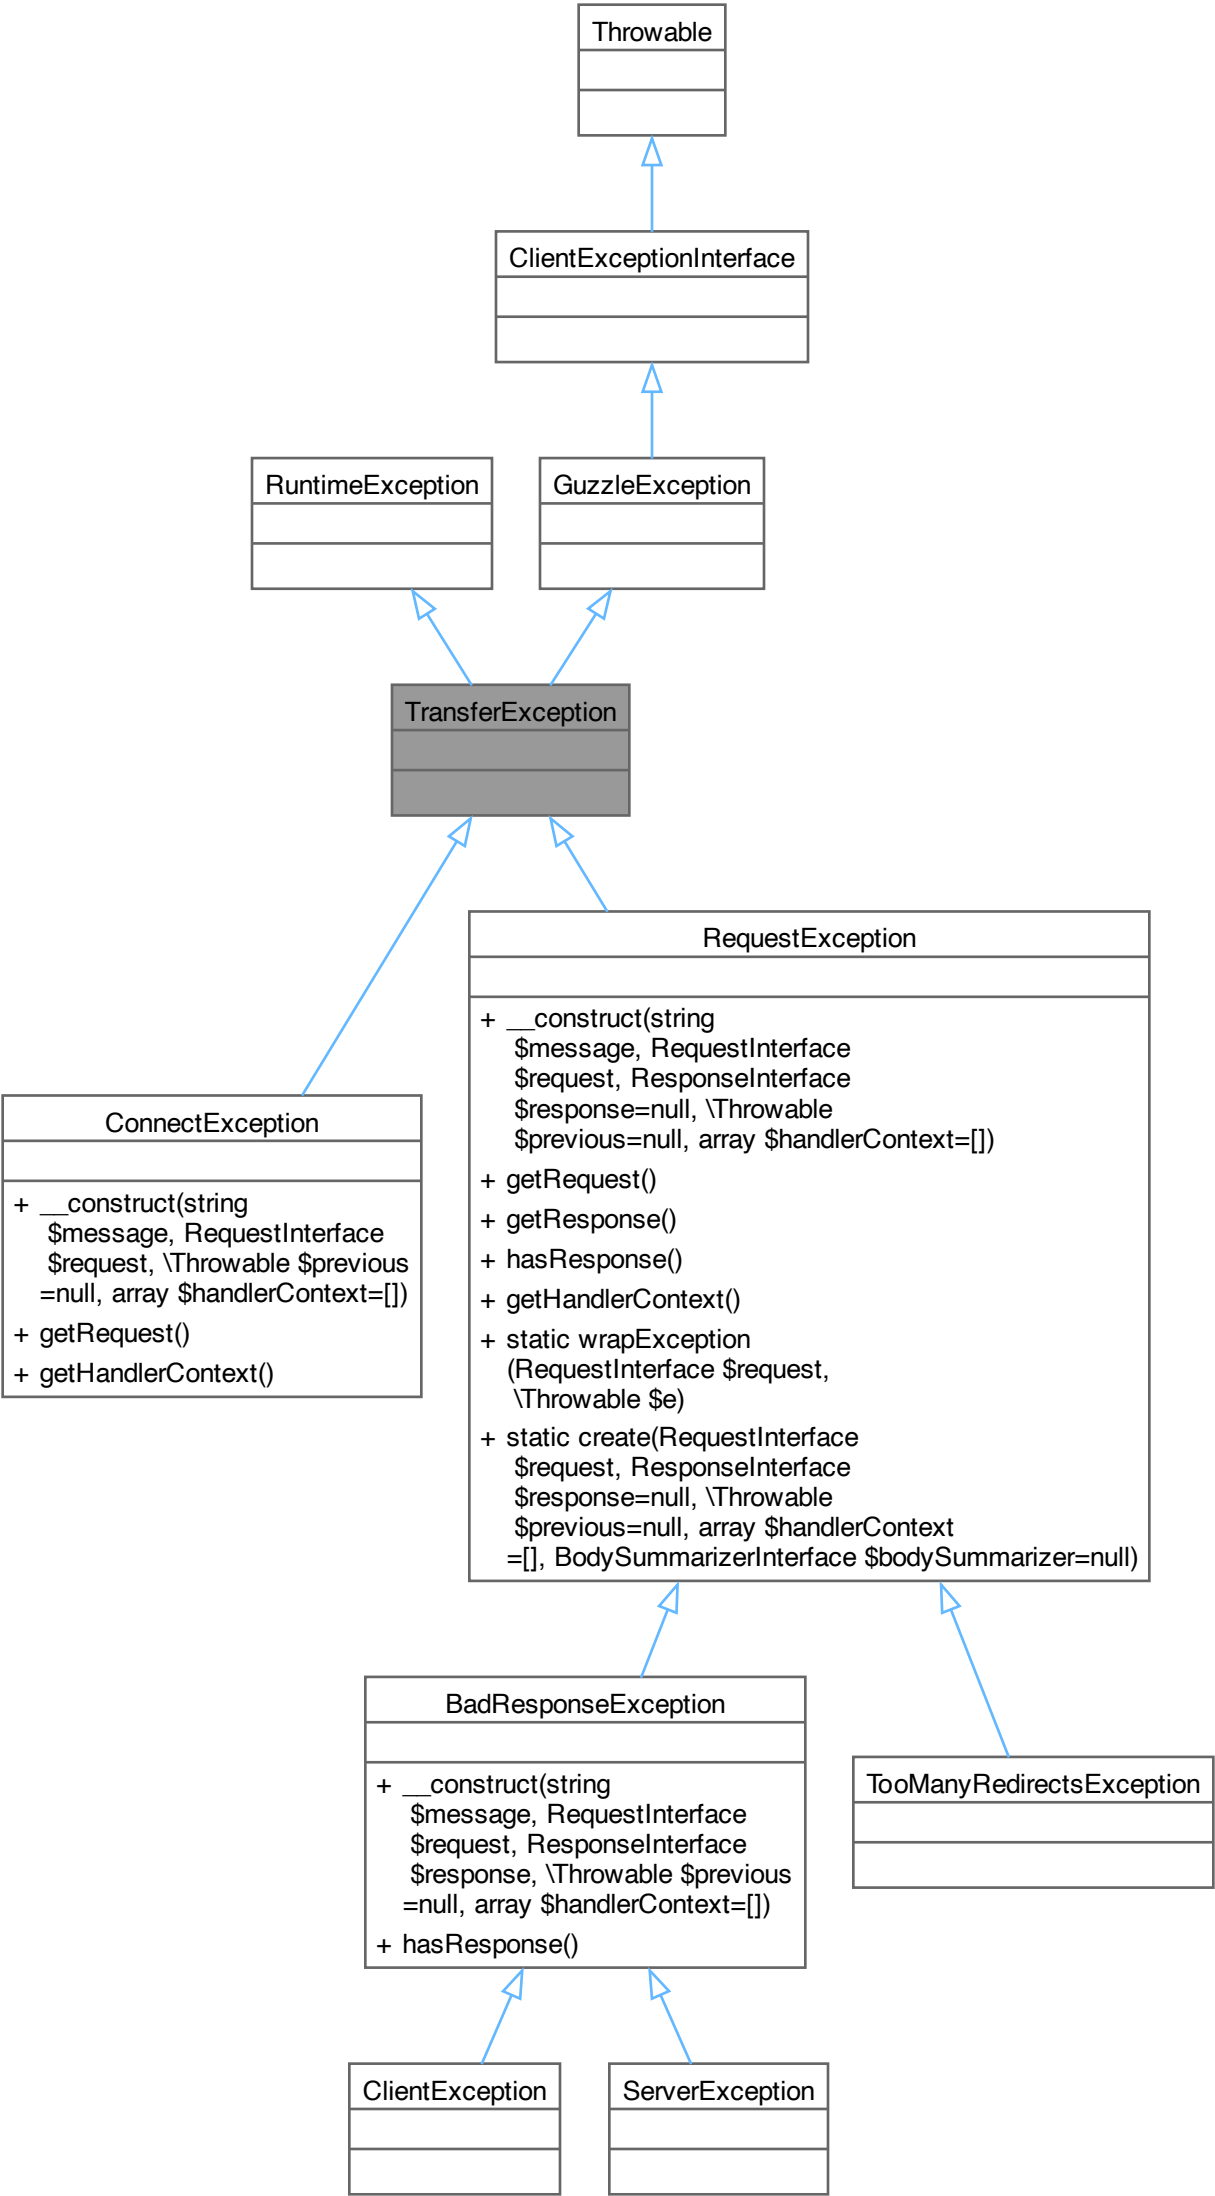 Throwable
ClientExceptionInterface
RuntimeException
GuzzleException
TransferException
RequestException
+ __construct(string
$message, RequestInterface
$request, ResponseInterface
$response=null, \Throwable
$previous=null, array $handlerContext=[])
+ getRequest()
+ getResponse()
+ hasResponse()
+ getHandlerContext()
+ static wrapException
(RequestInterface $request,
\Throwable $e)
+ static create(RequestInterface
$request, ResponseInterface
$response=null, \Throwable
$previous=null, array $handlerContext
=[], BodySummarizerInterface $bodySummarizer=null)
ConnectException
+ __construct(string
$message, RequestInterface
$request, \Throwable $previous
=null, array $handlerContext=[])
+ getRequest()
+ getHandlerContext()
BadResponseException
+ __construct(string
$message, RequestInterface
$request, ResponseInterface
$response, \Throwable $previous
=null, array $handlerContext=[])
+ hasResponse()
TooManyRedirectsException
ClientException
ServerException